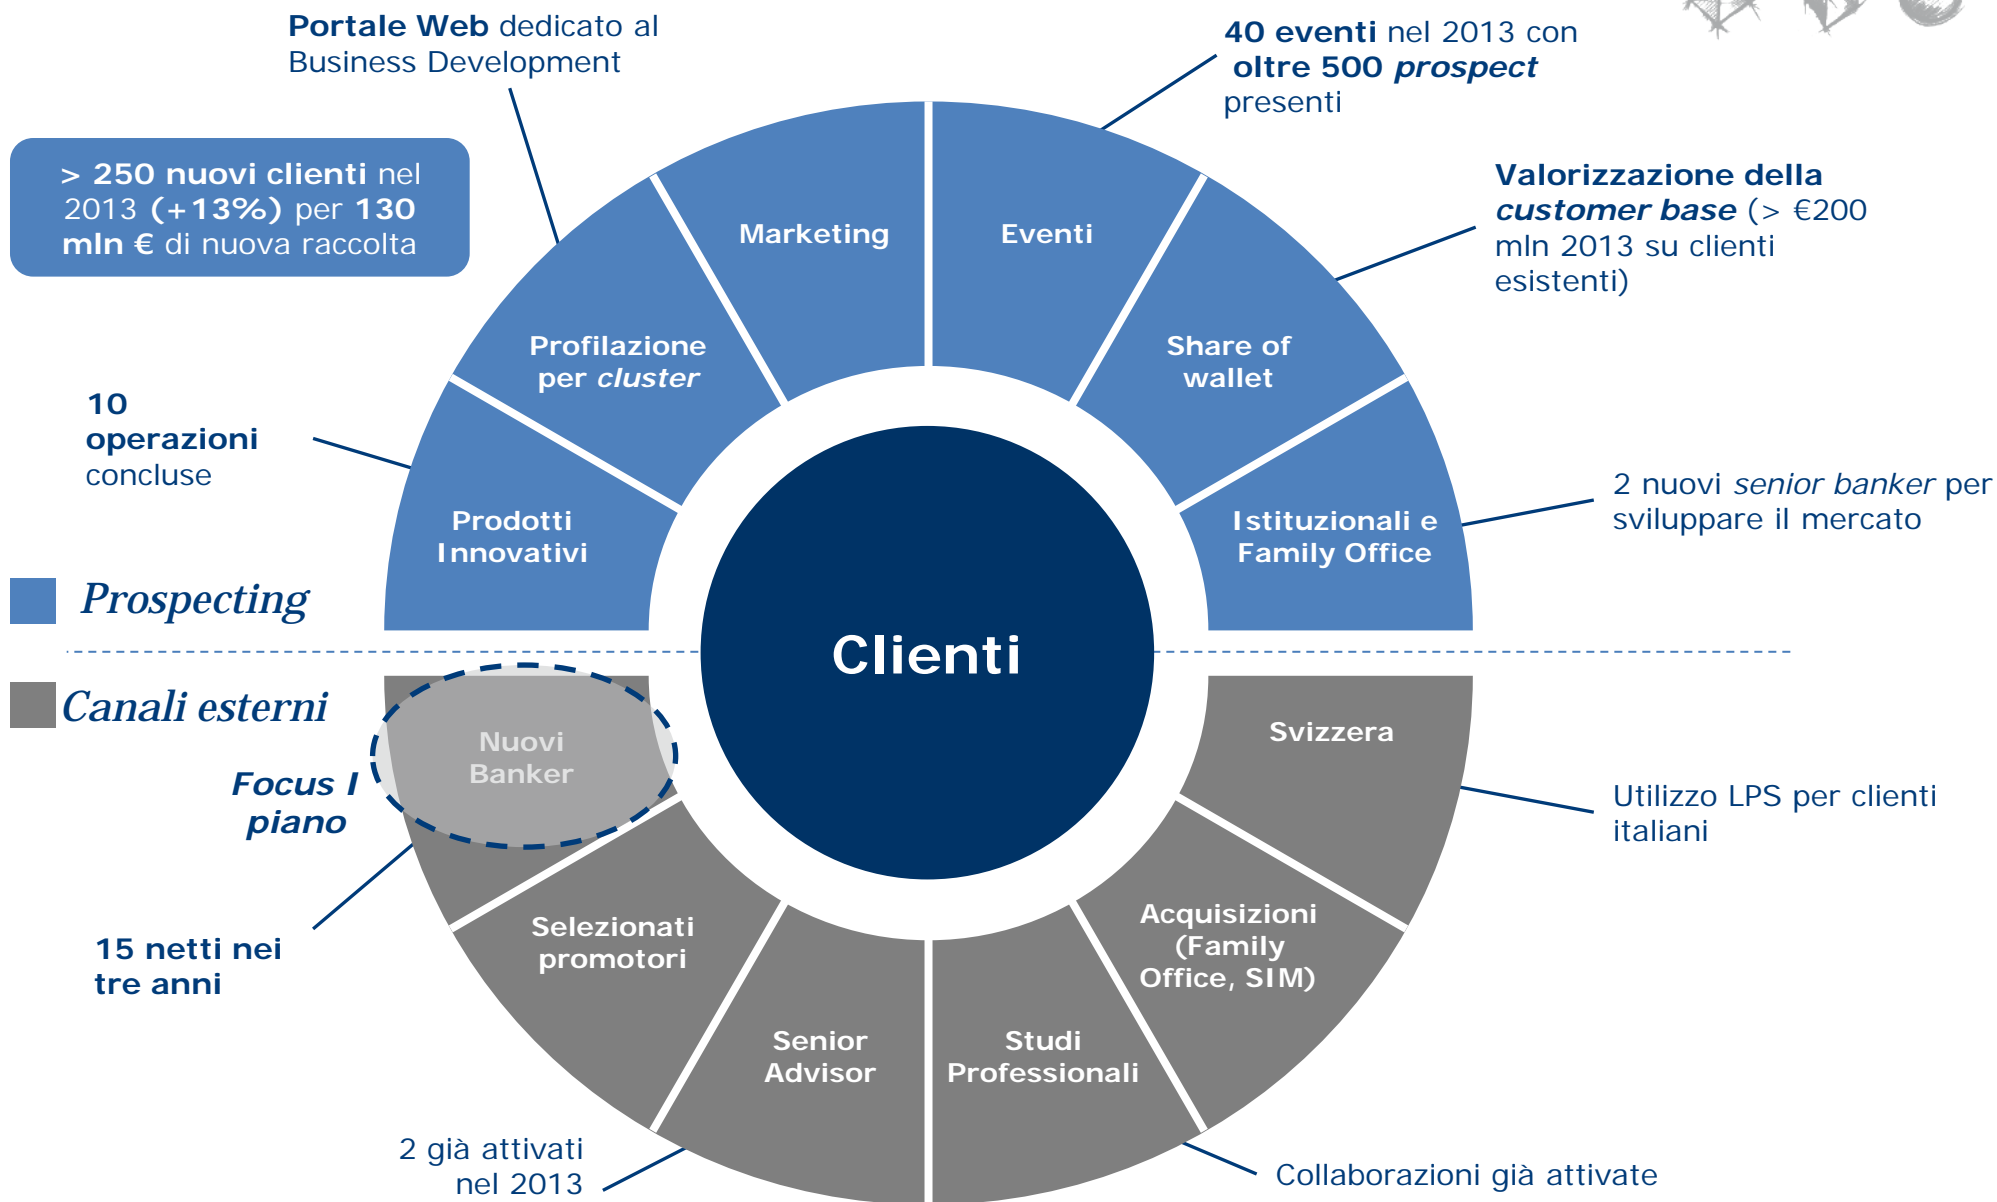 Portale Web dedicato al
Business Development
40 eventi nel 2013 con
oltre 500 prospect
presenti
> 250 nuovi clienti nel
2013 (+13%) per 130
mln € di nuova raccolta
Valorizzazione della
customer base (> €200
mln 2013 su clienti
esistenti)
Marketing
Eventi
Profilazione
per cluster
Share of
wallet
10
operazioni
concluse
Prodotti
Innovativi
Istituzionali e
Family Office
2 nuovi senior banker per
sviluppare il mercato
Prospecting
Clienti
Canali esterni
Nuovi
Banker
Svizzera
Focus I
piano
Utilizzo LPS per clienti
italiani
15 netti nei
tre anni
Selezionati
promotori
Acquisizioni
(Family
Office, SIM)
Senior
Advisor
Studi
Professionali
2 già attivati
nel 2013
Collaborazioni già attivate